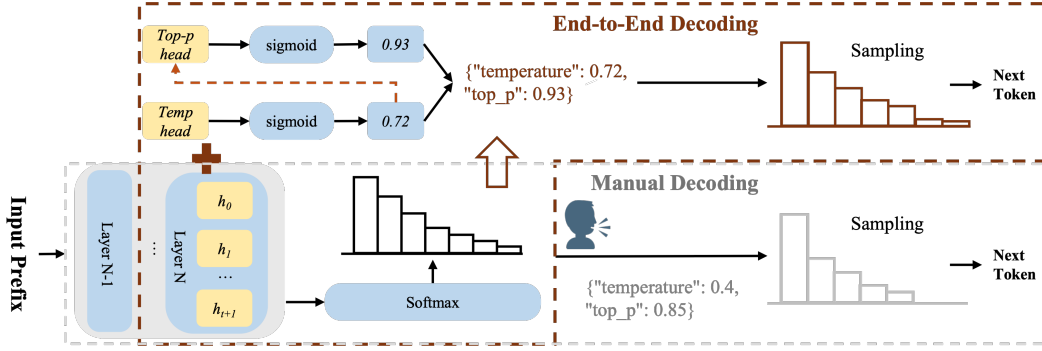 End-to-End Decoding
Top-p
head
sigmoid
0.93
Temp
head
sigmoid
0.72
{"temperature": 0.72,
"top_p": 0.93}
Sampling
Next
Token
Input Prefix
Layer N-1
...
Layer N
h0
h1
...
ht+1
Softmax
Manual Decoding
{"temperature": 0.4,
"top_p": 0.85}
Sampling
Next
Token